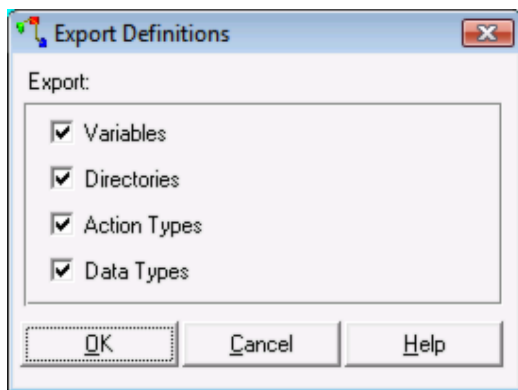 Export Definitions
Export:
Variables
Directories
Action Types
Data Types
OK Cancel Help